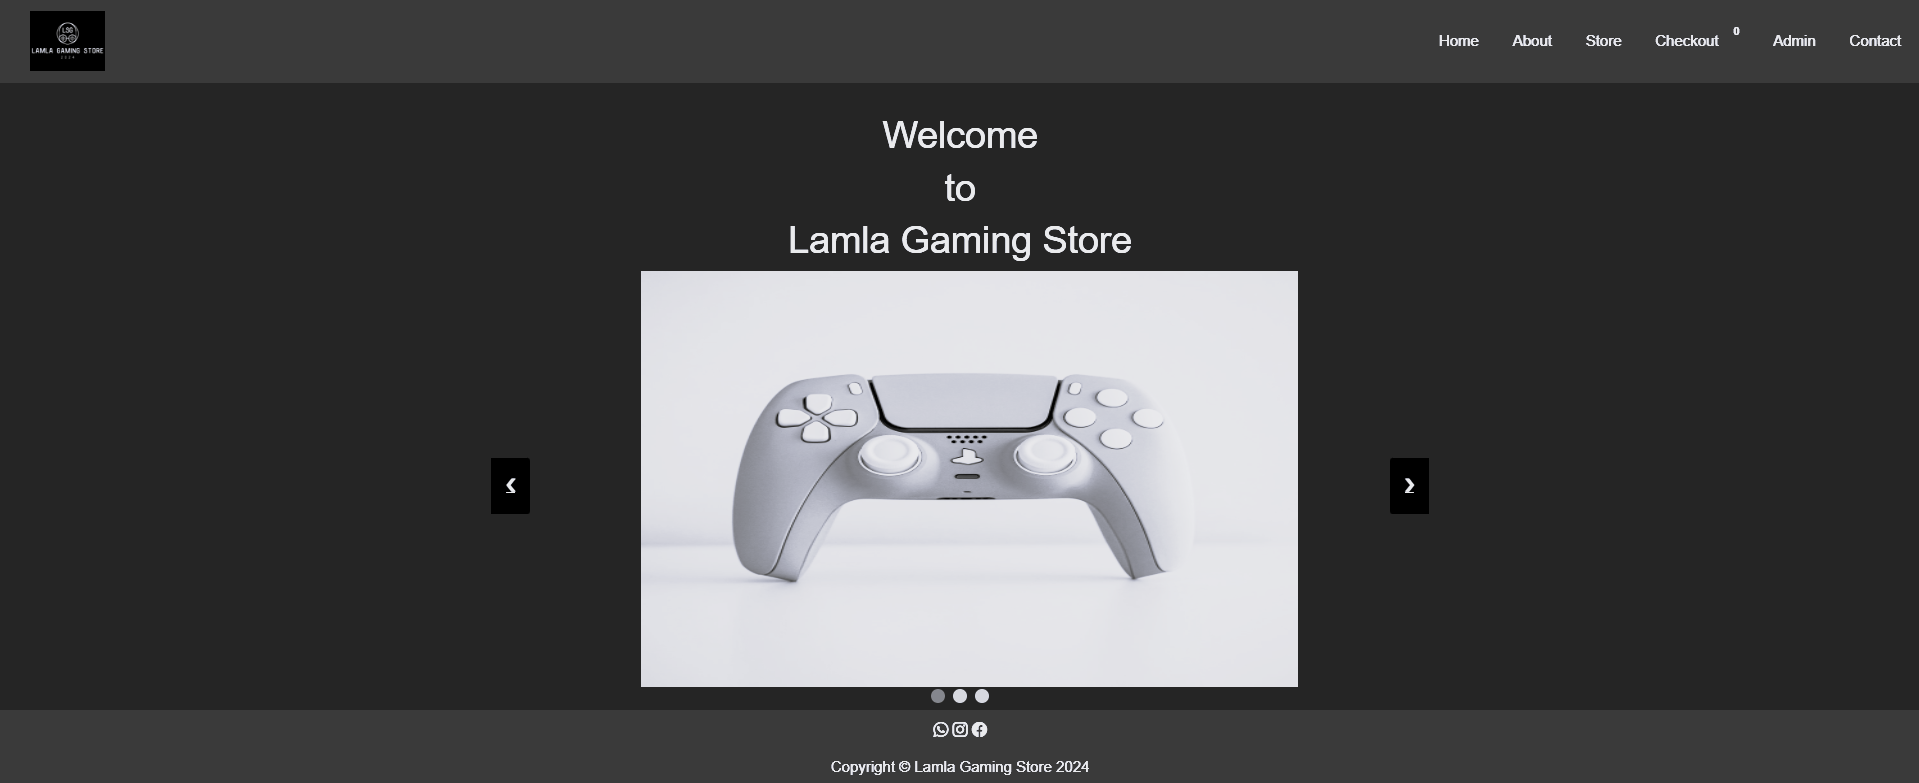 LSG
LAMLA GAMING STORE
2024
Home About Store Checkout 0 Admin Contact
Welcome
to
Lamla Gaming Store
‹ ›
Copyright © Lamla Gaming Store 2024